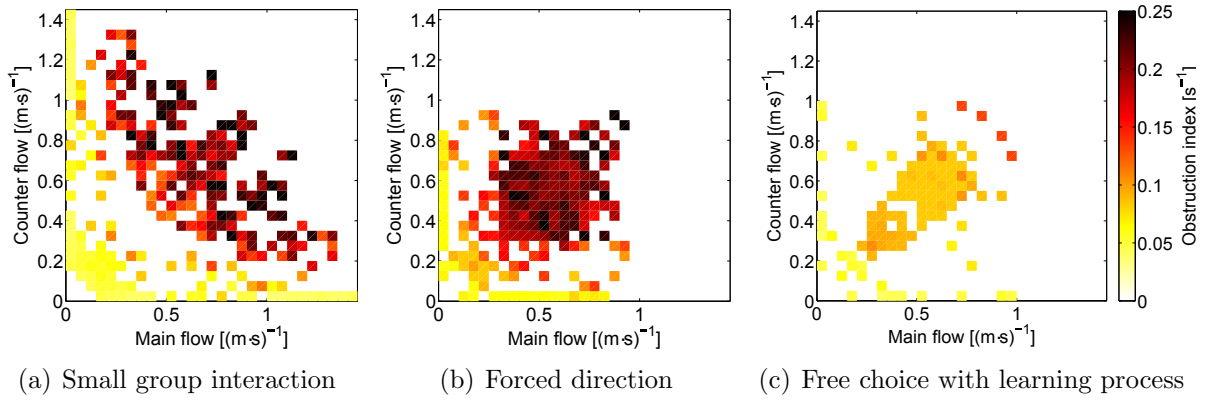 1.4
1.2
1
0.8
0.6
0.4
0.2
0
Counter flow [(m·s)⁻¹]
0 0.5 1
Main flow [(m·s)⁻¹]
(a) Small group interaction
1.4
1.2
1
0.8
0.6
0.4
0.2
0
Counter flow [(m·s)⁻¹]
0 0.5 1
Main flow [(m·s)⁻¹]
(b) Forced direction
1.4
1.2
1
0.8
0.6
0.4
0.2
0
Counter flow [(m·s)⁻¹]
0 0.5 1
Main flow [(m·s)⁻¹]
(c) Free choice with learning process
0.25
0.2
0.15
0.1
0.05
0
Obstruction index [s⁻¹]